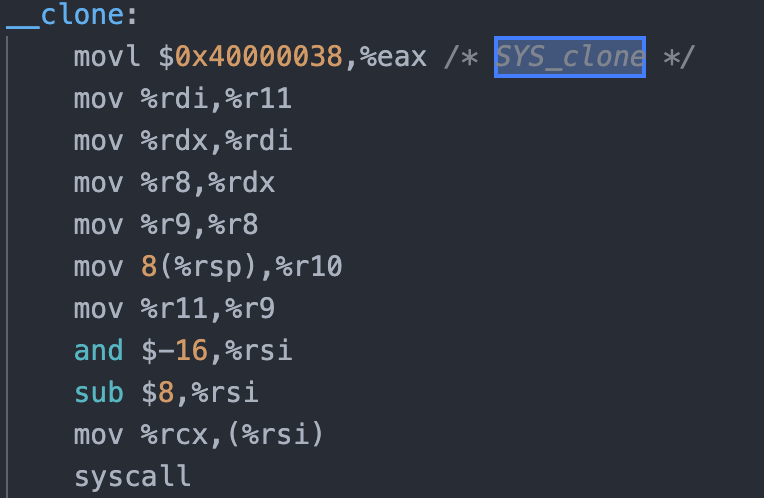 __clone:
movl $0x40000038,%eax /* SYS_clone */
mov %rdi,%r11
mov %rdx,%rdi
mov %r8,%rdx
mov %r9,%r8
mov 8(%rsp),%r10
mov %r11,%r9
and $-16,%rsi
sub $8,%rsi
mov %rcx,(%rsi)
syscall